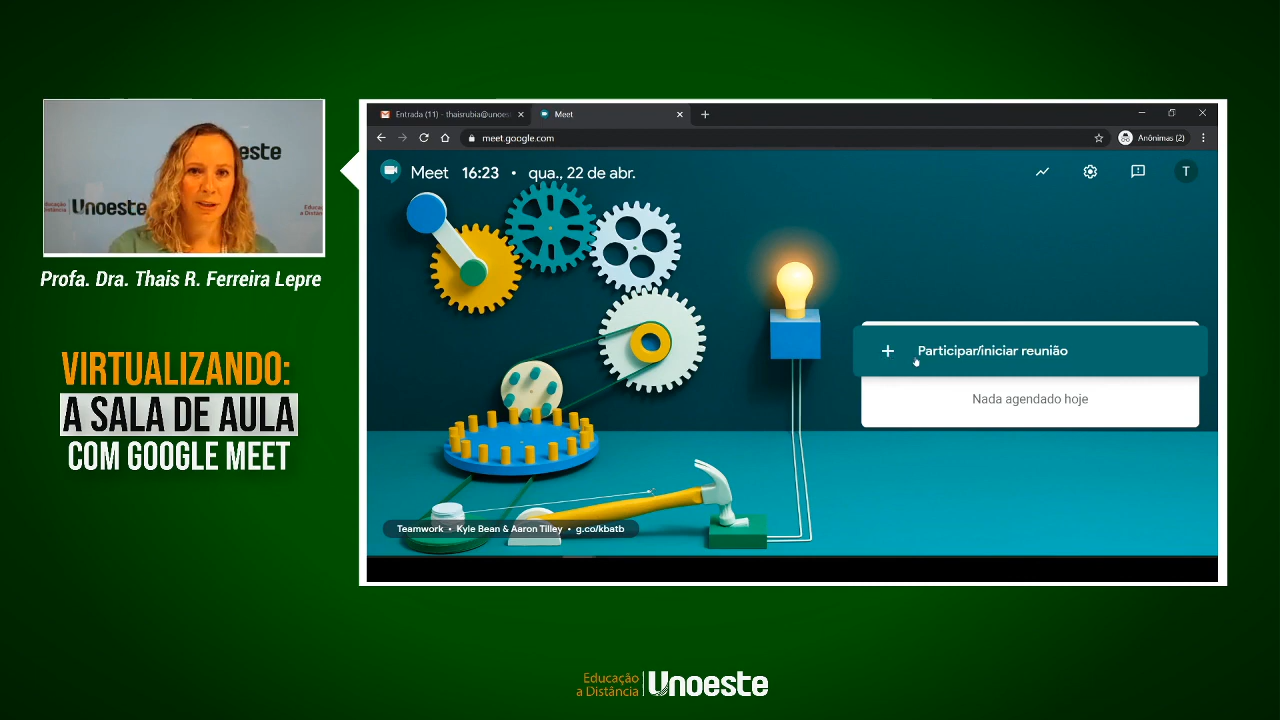 este
Unoeste
Profa. Dra. Thais R. Ferreira Lepre
VIRTUALIZANDO:
A SALA DE AULA
COM GOOGLE MEET
Entrada (11) - thaisrubia@unoes
Meet
meet.google.com
Anônimas (2)
Meet 16:23 • qua., 22 de abr.
T
+ Participar/iniciar reunião
Nada agendado hoje
Teamwork • Kyle Bean & Aaron Tilley • g.co/kbatb
Educação
a Distância
Unoeste